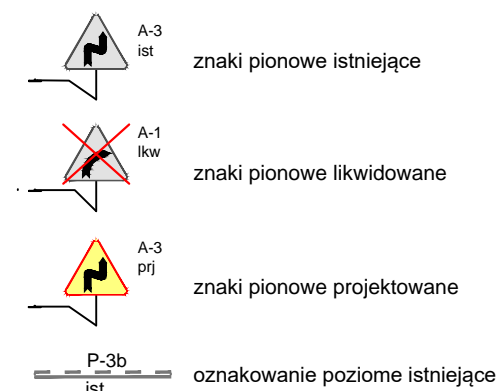 A-3
ist
znaki pionowe istniejące
A-1
lkw
znaki pionowe likwidowane
A-3
prj
znaki pionowe projektowane
P-3b
ist
oznakowanie poziome istniejące